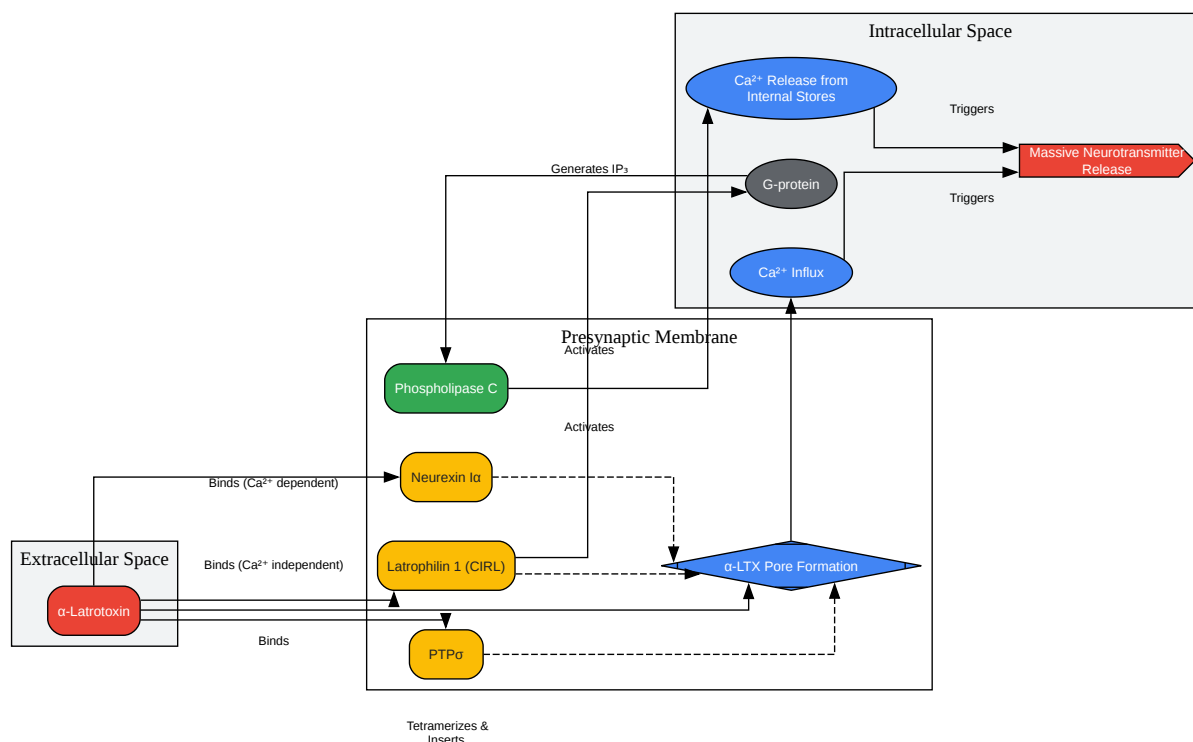 Intracellular Space
Ca²⁺ Release from
Internal Stores
Triggers
Massive Neurotransmitter
Release
Generates IP₃
G-protein
Triggers
Ca²⁺ Influx
Presynaptic Membrane
Activates
Phospholipase C
Activates
Neurexin Iα
Binds (Ca²⁺ dependent)
Extracellular Space
Binds (Ca²⁺ independent)
Latrophilin 1 (CIRL)
α-LTX Pore Formation
α-Latrotoxin
Binds
PTPσ
Tetramerizes &
Inserts